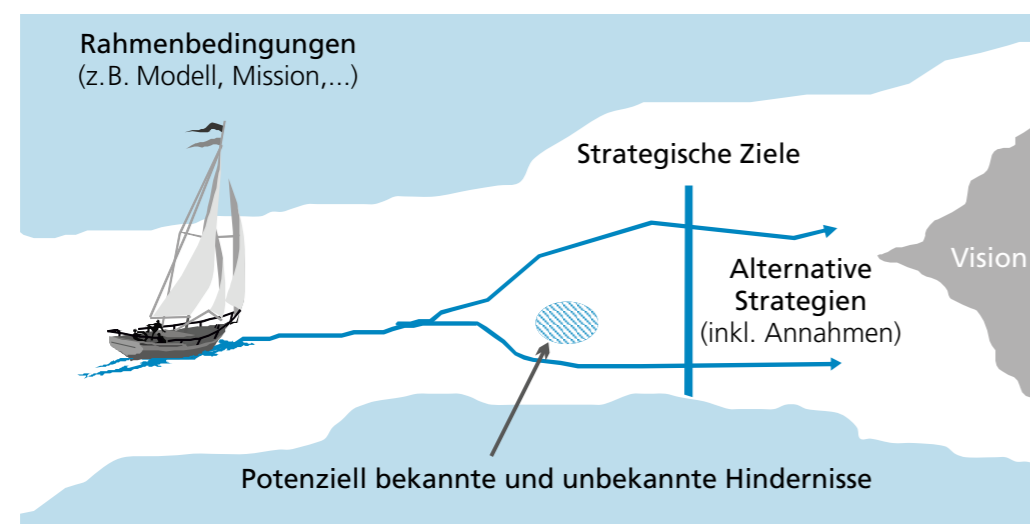 Rahmenbedingungen
(z.B. Modell, Mission,...)
Strategische Ziele
Vision
Alternative
Strategien
(inkl. Annahmen)
Potenziell bekannte und unbekannte Hindernisse